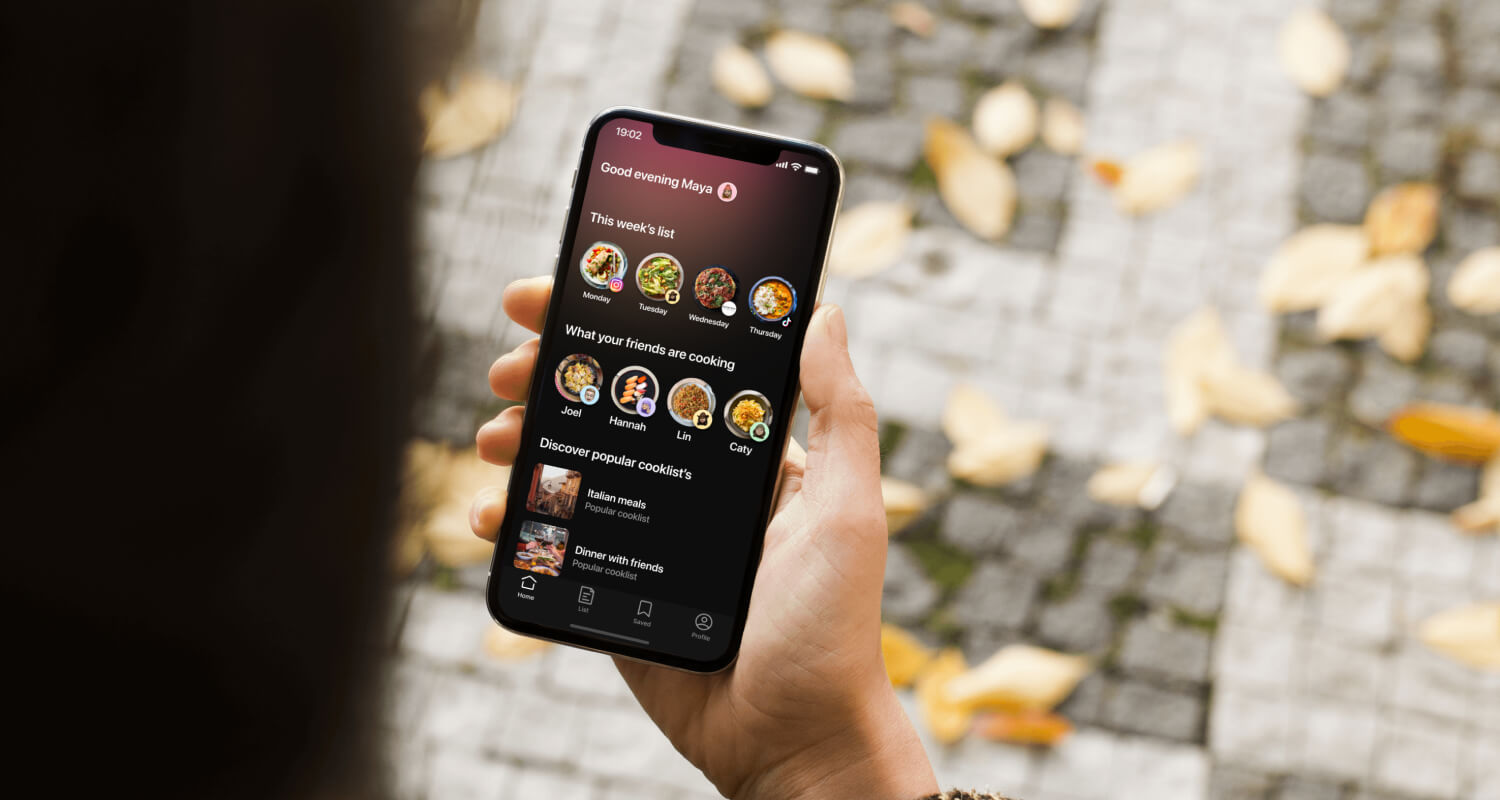 19:02
Good evening Maya
This week's list
Monday
Tuesday
Wednesday
Thursday
What your friends are cooking
Joel
Hannah
Lin
Caty
Discover popular cooklist's
Italian meals
Popular cooklist
Dinner with friends
Popular cooklist
Home
List
Saved
Profile